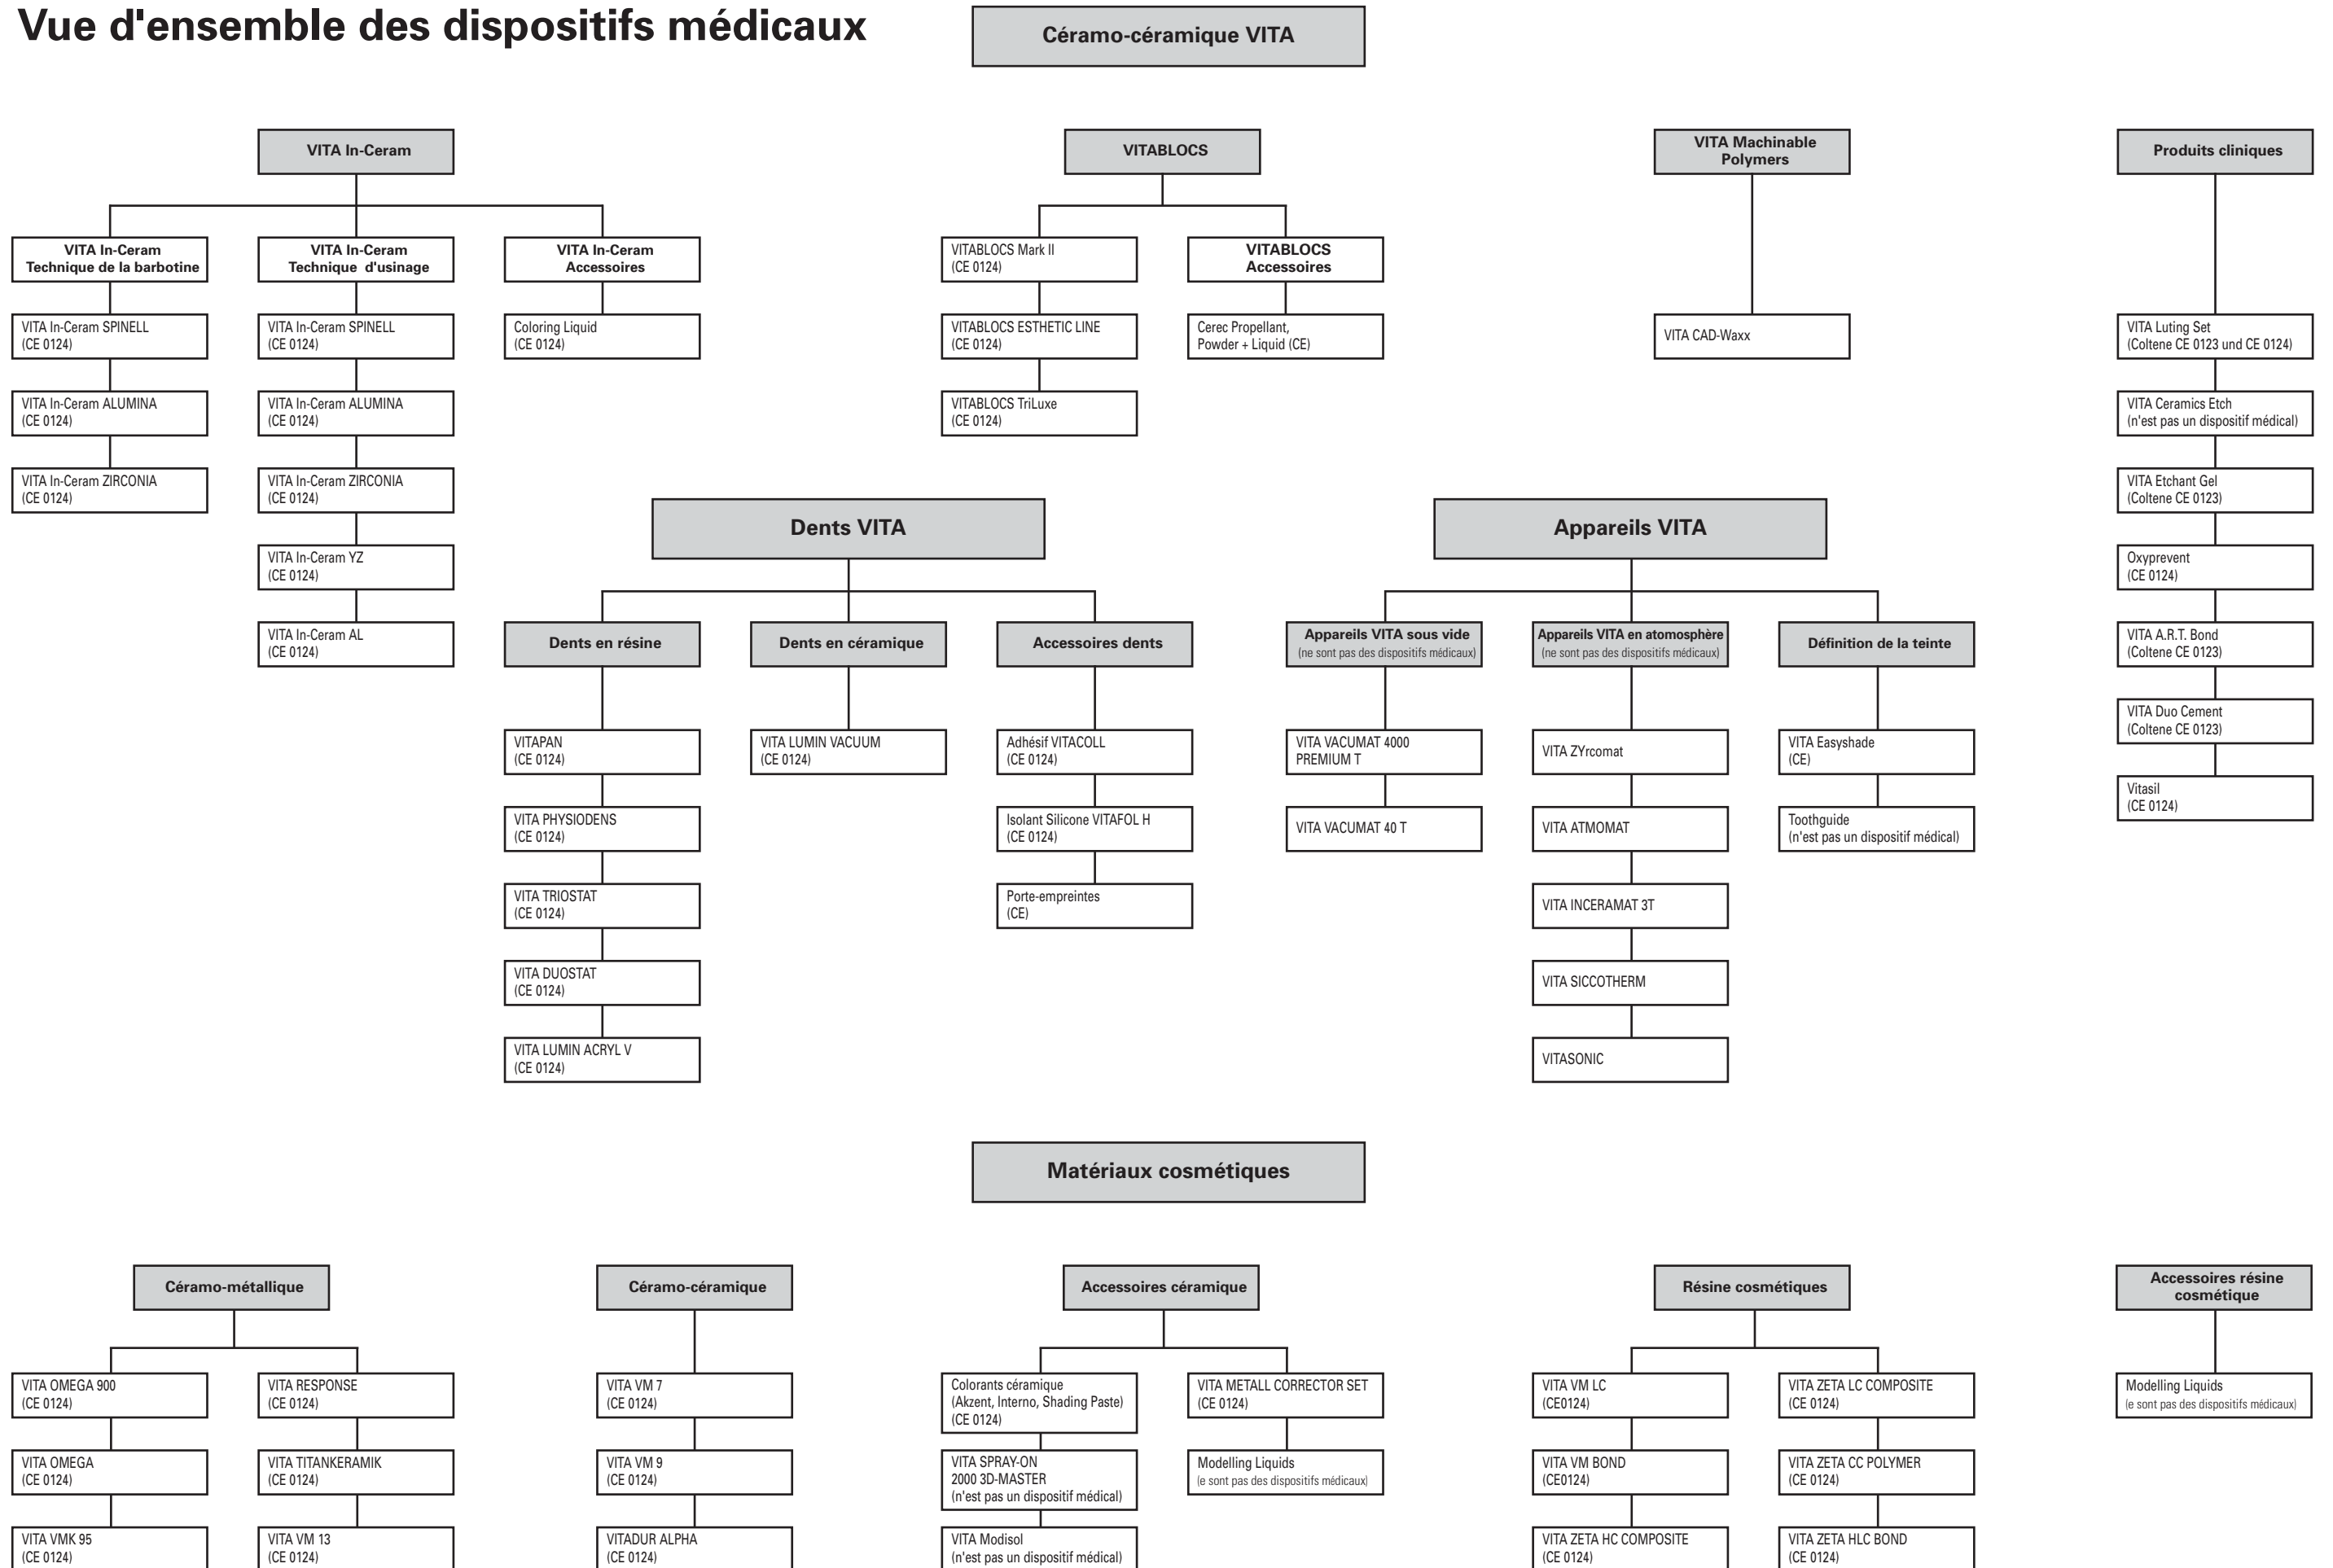 Vue d'ensemble des dispositifs médicaux
Céramo-céramique VITA
VITA In-Ceram
VITA In-Ceram
Technique de la barbotine
VITA In-Ceram SPINELL
(CE 0124)
VITA In-Ceram ALUMINA
(CE 0124)
VITA In-Ceram ZIRCONIA
(CE 0124)
VITA In-Ceram
Technique d'usinage
VITA In-Ceram SPINELL
(CE 0124)
VITA In-Ceram ALUMINA
(CE 0124)
VITA In-Ceram ZIRCONIA
(CE 0124)
VITA In-Ceram YZ
(CE 0124)
VITA In-Ceram AL
(CE 0124)
VITA In-Ceram
Accessoires
Coloring Liquid
(CE 0124)
VITABLOCS
VITABLOCS Mark II
(CE 0124)
VITABLOCS ESTHETIC LINE
(CE 0124)
VITABLOCS TriLuxe
(CE 0124)
VITABLOCS
Accessoires
Cerec Propellant,
Powder + Liquid (CE)
VITA Machinable
Polymers
VITA CAD-Waxx
Produits cliniques
VITA Luting Set
(Coltene CE 0123 und CE 0124)
VITA Ceramics Etch
(n'est pas un dispositif médical)
VITA Etchant Gel
(Coltene CE 0123)
Oxyprevent
(CE 0124)
VITA A.R.T. Bond
(Coltene CE 0123)
VITA Duo Cement
(Coltene CE 0123)
Vitasil
(CE 0124)
Dents VITA
Dents en résine
VITAPAN
(CE 0124)
VITA PHYSIODENS
(CE 0124)
VITA TRIOSTAT
(CE 0124)
VITA DUOSTAT
(CE 0124)
VITA LUMIN ACRYL V
(CE 0124)
Dents en céramique
VITA LUMIN VACUUM
(CE 0124)
Accessoires dents
Adhésif VITACOLL
(CE 0124)
Isolant Silicone VITAFOL H
(CE 0124)
Porte-empreintes
(CE)
Appareils VITA
Appareils VITA sous vide
(ne sont pas des dispositifs médicaux)
VITA VACUMAT 4000
PREMIUM T
VITA VACUMAT 40 T
Appareils VITA en atomosphère
(ne sont pas des dispositifs médicaux)
VITA ZYrcomat
VITA ATMOMAT
VITA INCERAMAT 3T
VITA SICCOTHERM
VITASONIC
Définition de la teinte
VITA Easyshade
(CE)
Toothguide
(n'est pas un dispositif médical)
Matériaux cosmétiques
Céramo-métallique
VITA OMEGA 900
(CE 0124)
VITA OMEGA
(CE 0124)
VITA VMK 95
(CE 0124)
VITA RESPONSE
(CE 0124)
VITA TITANKERAMIK
(CE 0124)
VITA VM 13
(CE 0124)
Céramo-céramique
VITA VM 7
(CE 0124)
VITA VM 9
(CE 0124)
VITADUR ALPHA
(CE 0124)
Accessoires céramique
Colorants céramique
(Akzent, Interno, Shading Paste)
(CE 0124)
VITA SPRAY-ON
2000 3D-MASTER
(n'est pas un dispositif médical)
VITA Modisol
(n'est pas un dispositif médical)
VITA METALL CORRECTOR SET
(CE 0124)
Modelling Liquids
(e sont pas des dispositifs médicaux)
Résine cosmétiques
VITA VM LC
(CE0124)
VITA VM BOND
(CE0124)
VITA ZETA HC COMPOSITE
(CE 0124)
VITA ZETA LC COMPOSITE
(CE 0124)
VITA ZETA CC POLYMER
(CE 0124)
VITA ZETA HLC BOND
(CE 0124)
Accessoires résine
cosmétique
Modelling Liquids
(e sont pas des dispositifs médicaux)